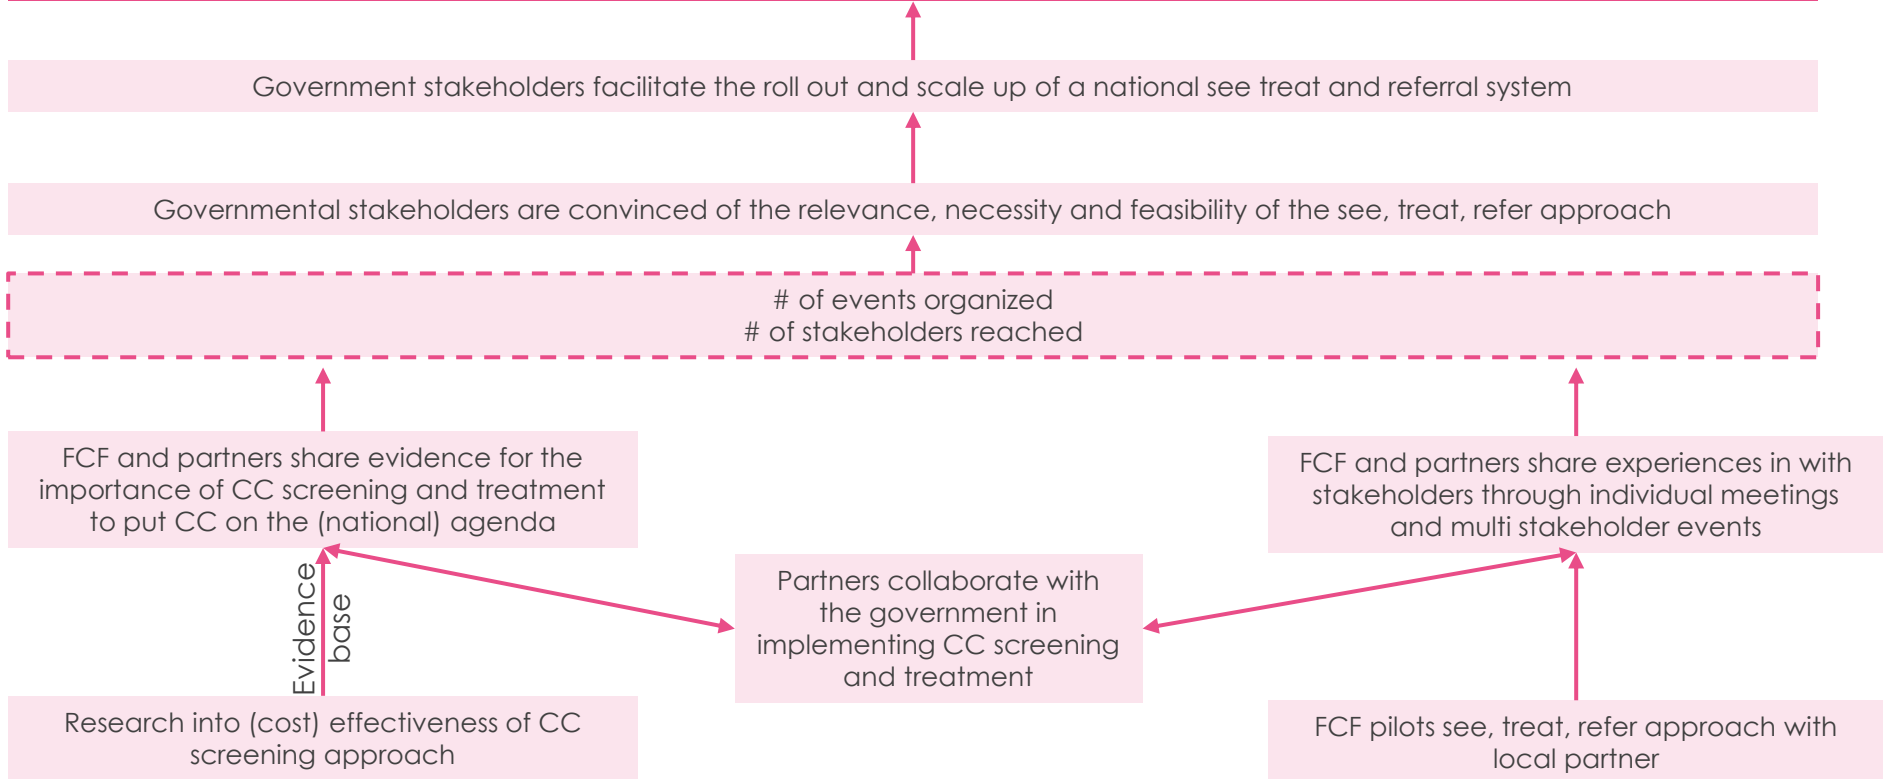 Government stakeholders facilitate the roll out and scale up of a national see treat and referral system
Governmental stakeholders are convinced of the relevance, necessity and feasibility of the see, treat, refer approach
# of events organized
# of stakeholders reached
FCF and partners share evidence for the
importance of CC screening and treatment
to put CC on the (national) agenda
FCF and partners share experiences in with
stakeholders through individual meetings
and multi stakeholder events
Evidence
base
Partners collaborate with
the government in
implementing CC screening
and treatment
Research into (cost) effectiveness of CC
screening approach
FCF pilots see, treat, refer approach with
local partner